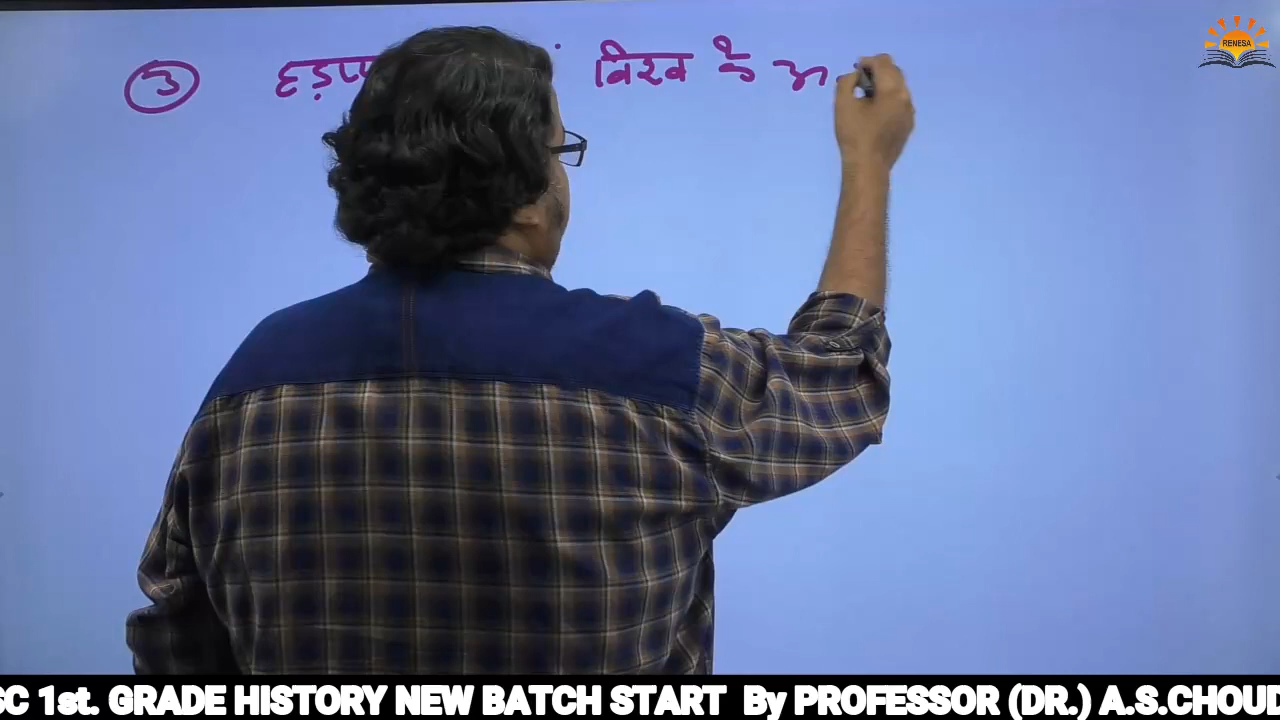 RENESA
③ हड़प्प विश्व के अ
SC 1st. GRADE HISTORY NEW BATCH START By PROFESSOR (DR.) A.S.CHOUD